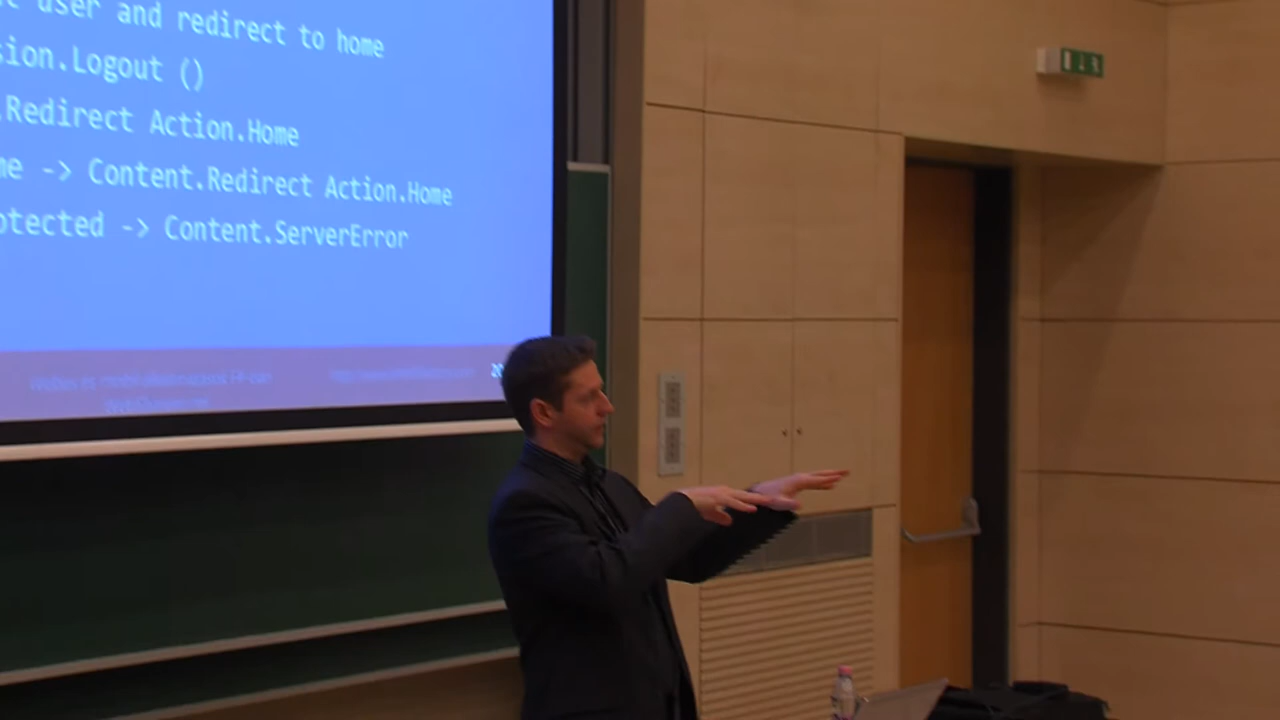 user and redirect to home
sion.Logout ()
.Redirect Action.Home
me -> Content.Redirect Action.Home
otected -> Content.ServerError